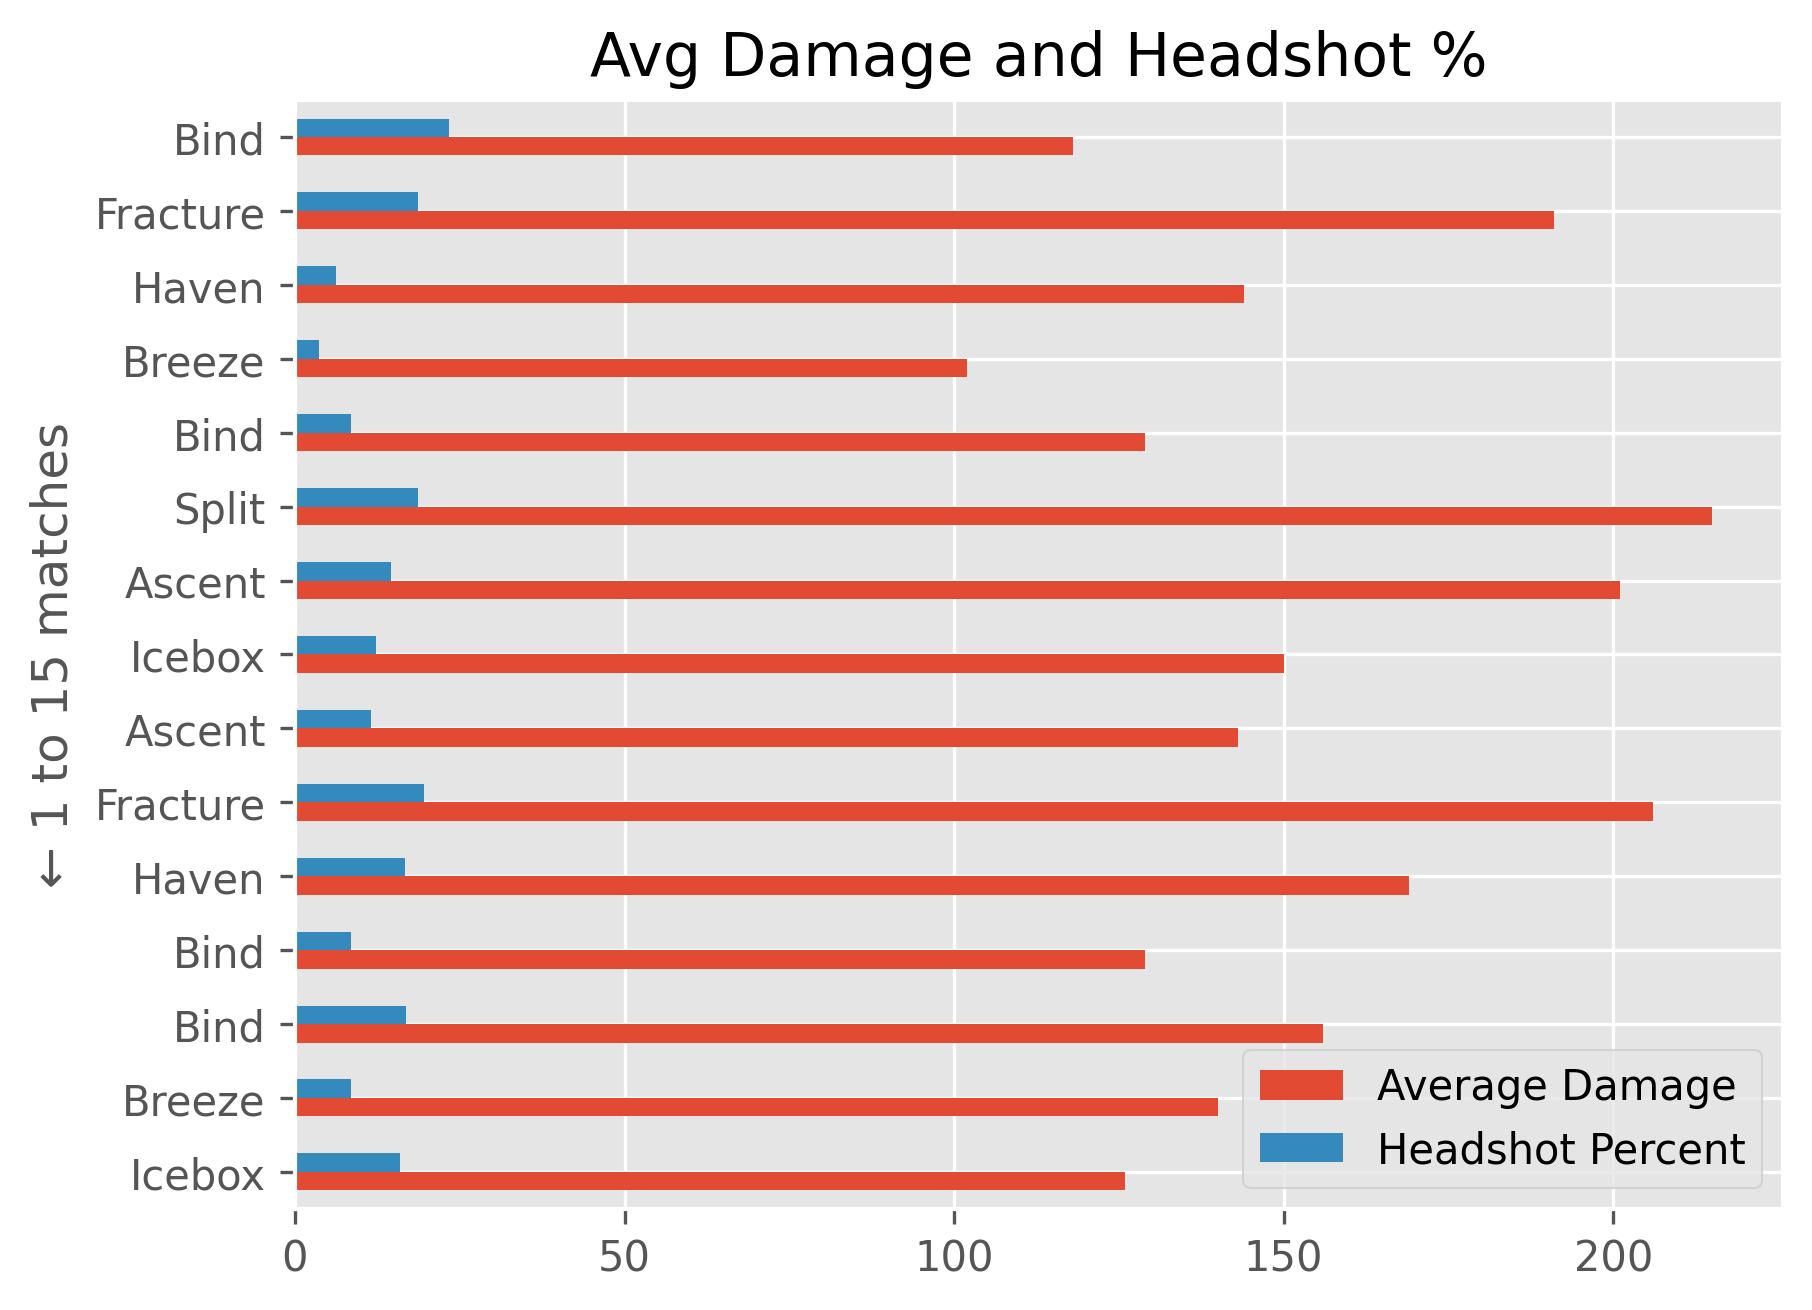 Avg Damage and Headshot %
← 1 to 15 matches
Bind
Fracture
Haven
Breeze
Bind
Split
Ascent
Icebox
Ascent
Fracture
Haven
Bind
Bind
Breeze
Icebox
Average Damage
Headshot Percent
0 50 100 150 200